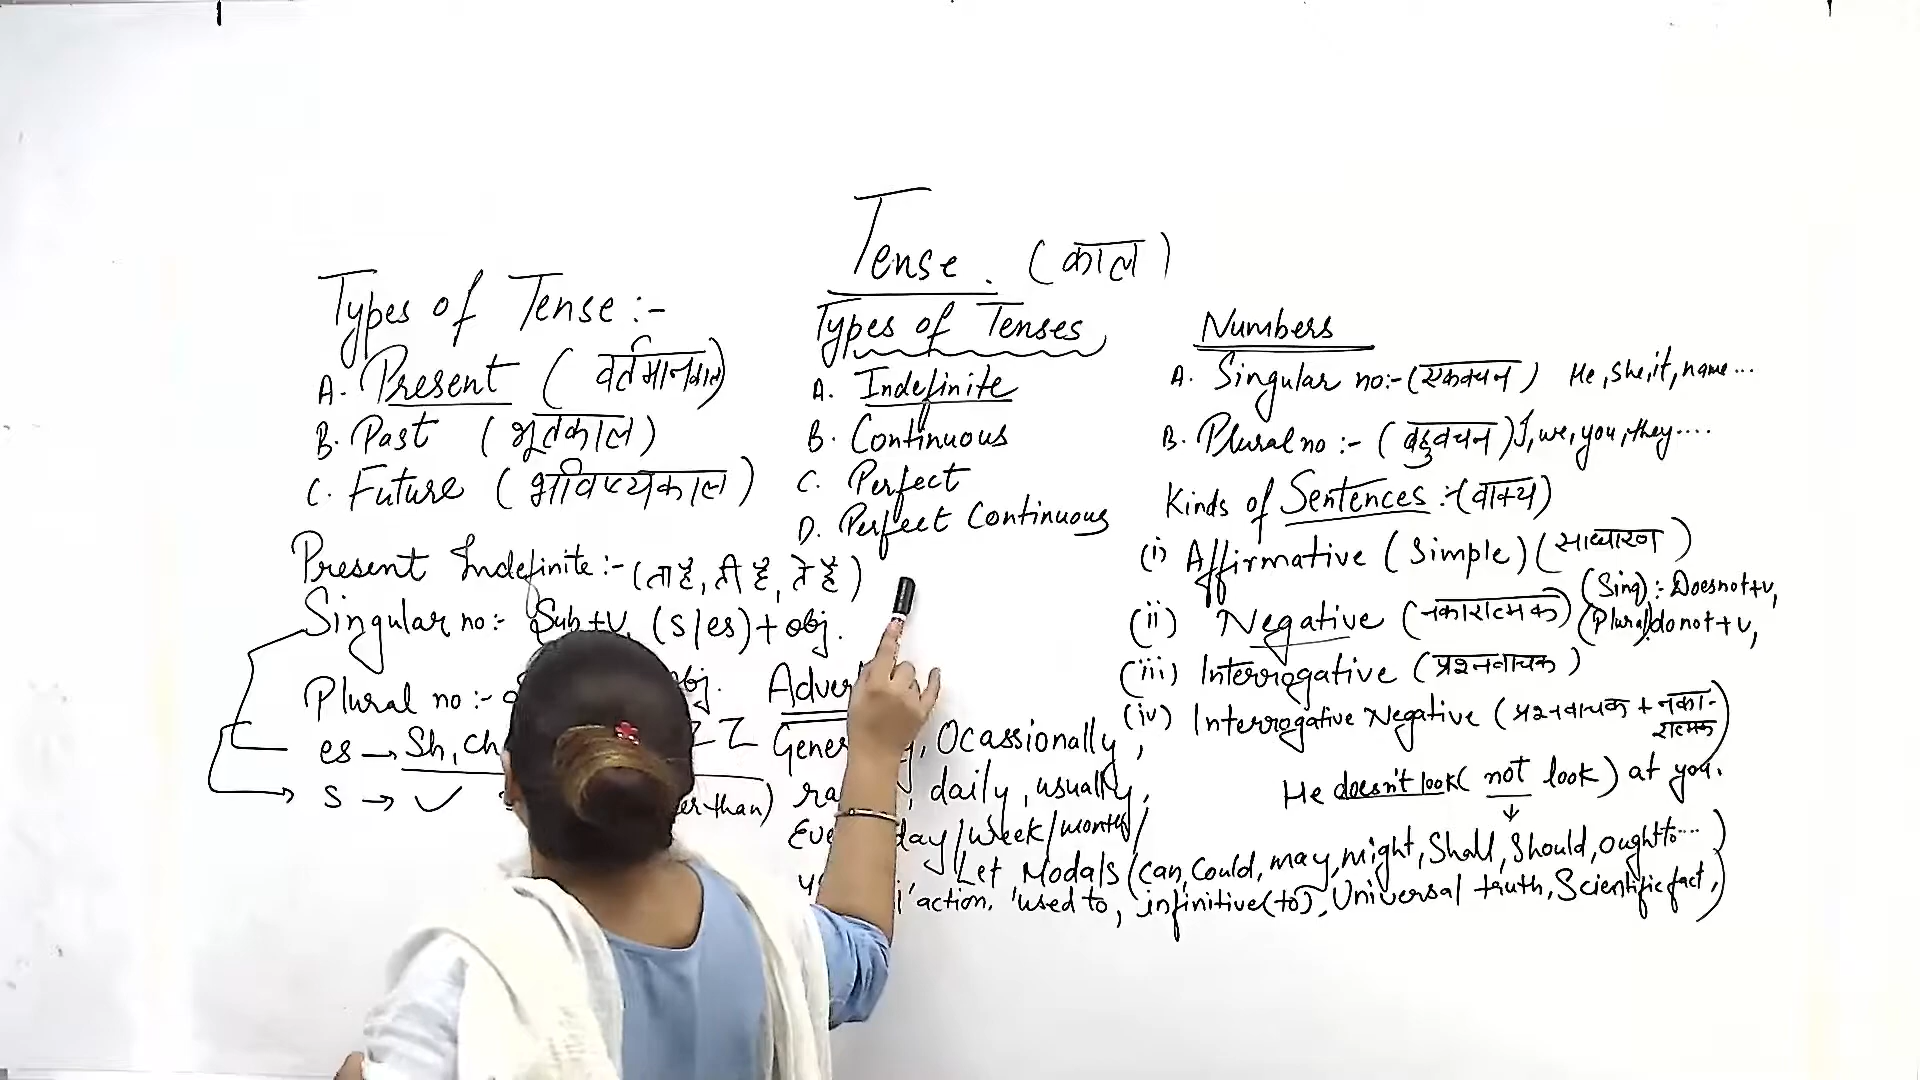 Tense. (काल)
Types of Tense :-
A. Present (वर्तमानकाल)
B. Past (भूतकाल)
C. Future (भविष्यकाल)
Types of Tenses
A. Indefinite
B. Continuous
C. Perfect
D. Perfect Continuous
Numbers
A. Singular no:- (एकवचन) He, she, it, name...
B. Plural no :- (बहुवचन) I, we, you, they....
Kinds of Sentences :- (वाक्य)
(i) Affirmative (Simple) (साधारण)
(ii) Negative (नकारात्मक) (Sing) :- Doesnot+v,
(Plural) donot+v,
(iii) Interrogative (प्रश्नवाचक)
(iv) Interrogative Negative (प्रश्नवाचक + नका-
रात्मक)
He doesn't look (not look) at you.
Present Indefinite :- (ता है, ती है, ते हैं)
Singular no:- Sub+v, (s/es) + obj.
Plural no :- obj.
es → Sh, ch
s → ✓ than)
Ocassionally,
daily, usually,
day/week/month/
Let Modals (can, Could, may, might, Shall, Should, ought to....)
action. 'used to, infinitive(to), Universal truth, Scientific fact,)